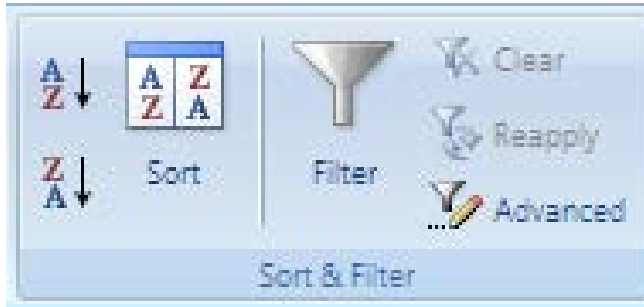 A
Z
Z
A
A Z
Z A
Sort
Filter
Clear
Reapply
Advanced
Sort & Filter